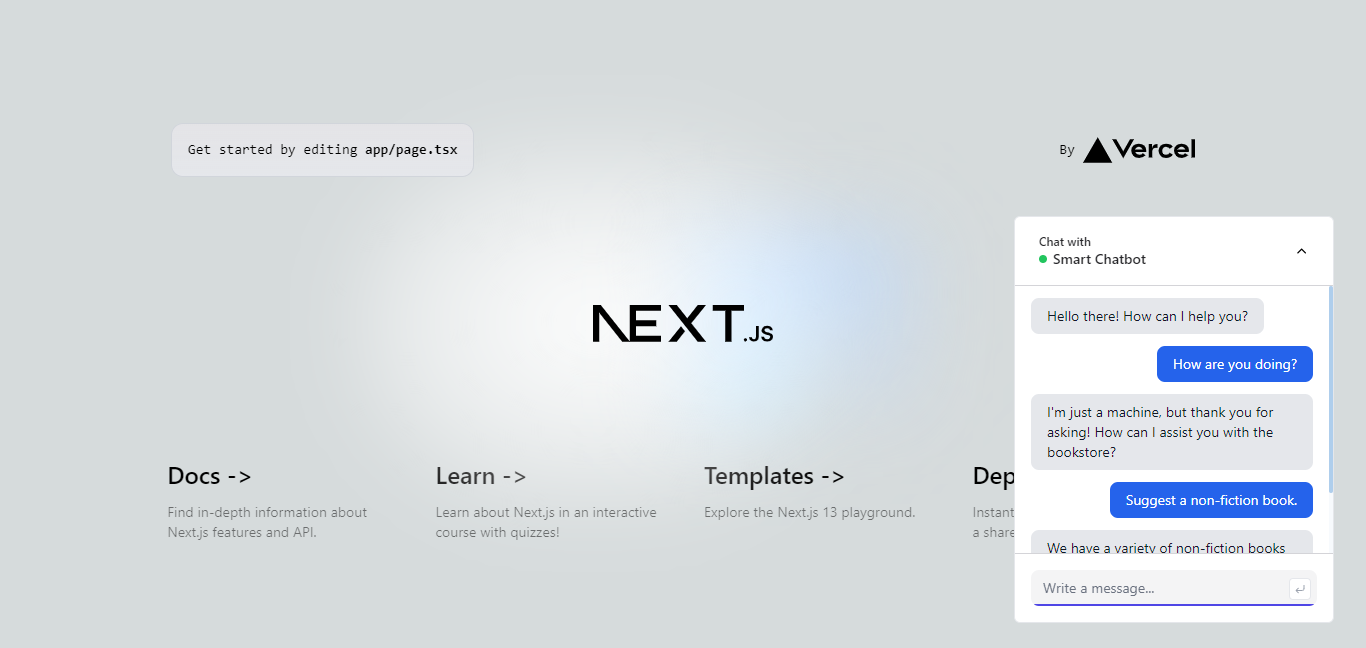 Get started by editing app/page.tsx
By Vercel
NEXT.JS
Docs ->
Find in-depth information about
Next.js features and API.
Learn ->
Learn about Next.js in an interactive
course with quizzes!
Templates ->
Explore the Next.js 13 playground.
Dep
Instant
a share
Chat with
Smart Chatbot
Hello there! How can I help you?
How are you doing?
I'm just a machine, but thank you for
asking! How can I assist you with the
bookstore?
Suggest a non-fiction book.
We have a variety of non-fiction books
Write a message...